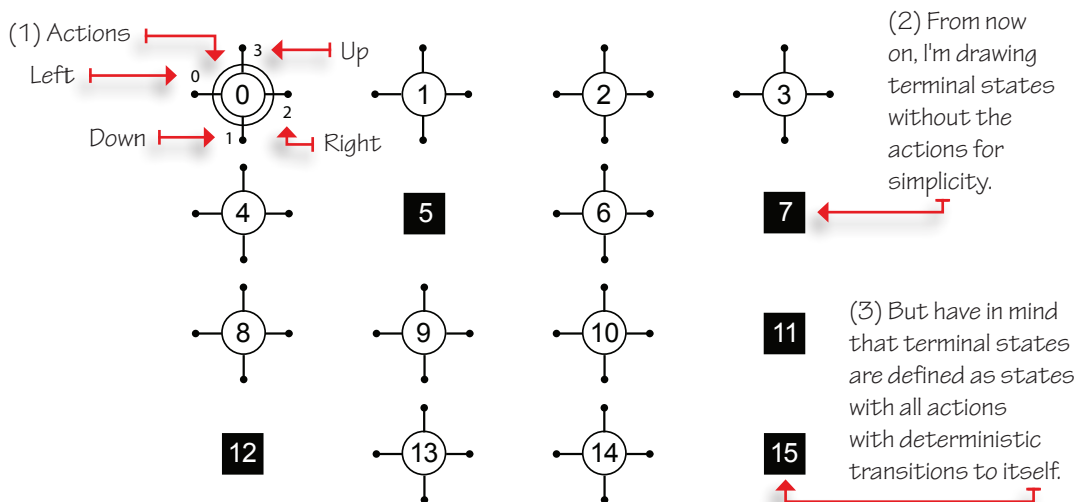 (1) Actions
3
Up
Left
0
0
2
Down
1
Right
1
2
3
(2) From now
on, I'm drawing
terminal states
without the
actions for
simplicity.
4
5
6
7
8
9
10
11
(3) But have in mind
that terminal states
are defined as states
with all actions
with deterministic
transitions to itself.
12
13
14
15